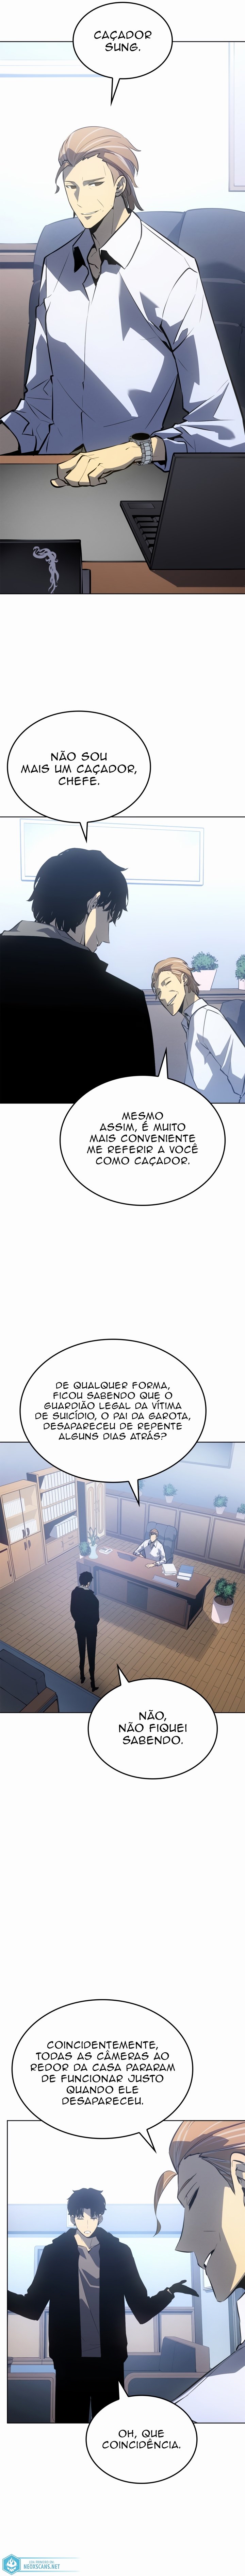 CAÇADOR
SUNG.
NÃO SOU
MAIS UM CAÇADOR,
CHEFE.
MESMO
ASSIM, É MUITO
MAIS CONVENIENTE
ME REFERIR A VOCÊ
COMO CAÇADOR.
DE QUALQUER FORMA,
FICOU SABENDO QUE O
GUARDIÃO LEGAL DA VÍTIMA
DE SUICÍDIO, O PAI DA GAROTA,
DESAPARECEU DE REPENTE
ALGUNS DIAS ATRÁS?
NÃO,
NÃO FIQUEI
SABENDO.
COINCIDENTEMENTE,
TODAS AS CÂMERAS AO
REDOR DA CASA PARARAM
DE FUNCIONAR JUSTO
QUANDO ELE
DESAPARECEU.
OH, QUE
COINCIDÊNCIA.
LEIA PRIMEIRO EM
NEOXSCANS.NET